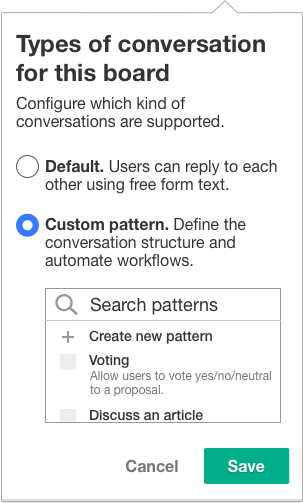 Types of conversation
for this board
Configure which kind of
conversations are supported.
Default. Users can reply to each
other using free form text.
Custom pattern. Define the
conversation structure and
automate workflows.
Search patterns
Create new pattern
Voting
Allow users to vote yes/no/neutral
to a proposal.
Discuss an article
Cancel
Save